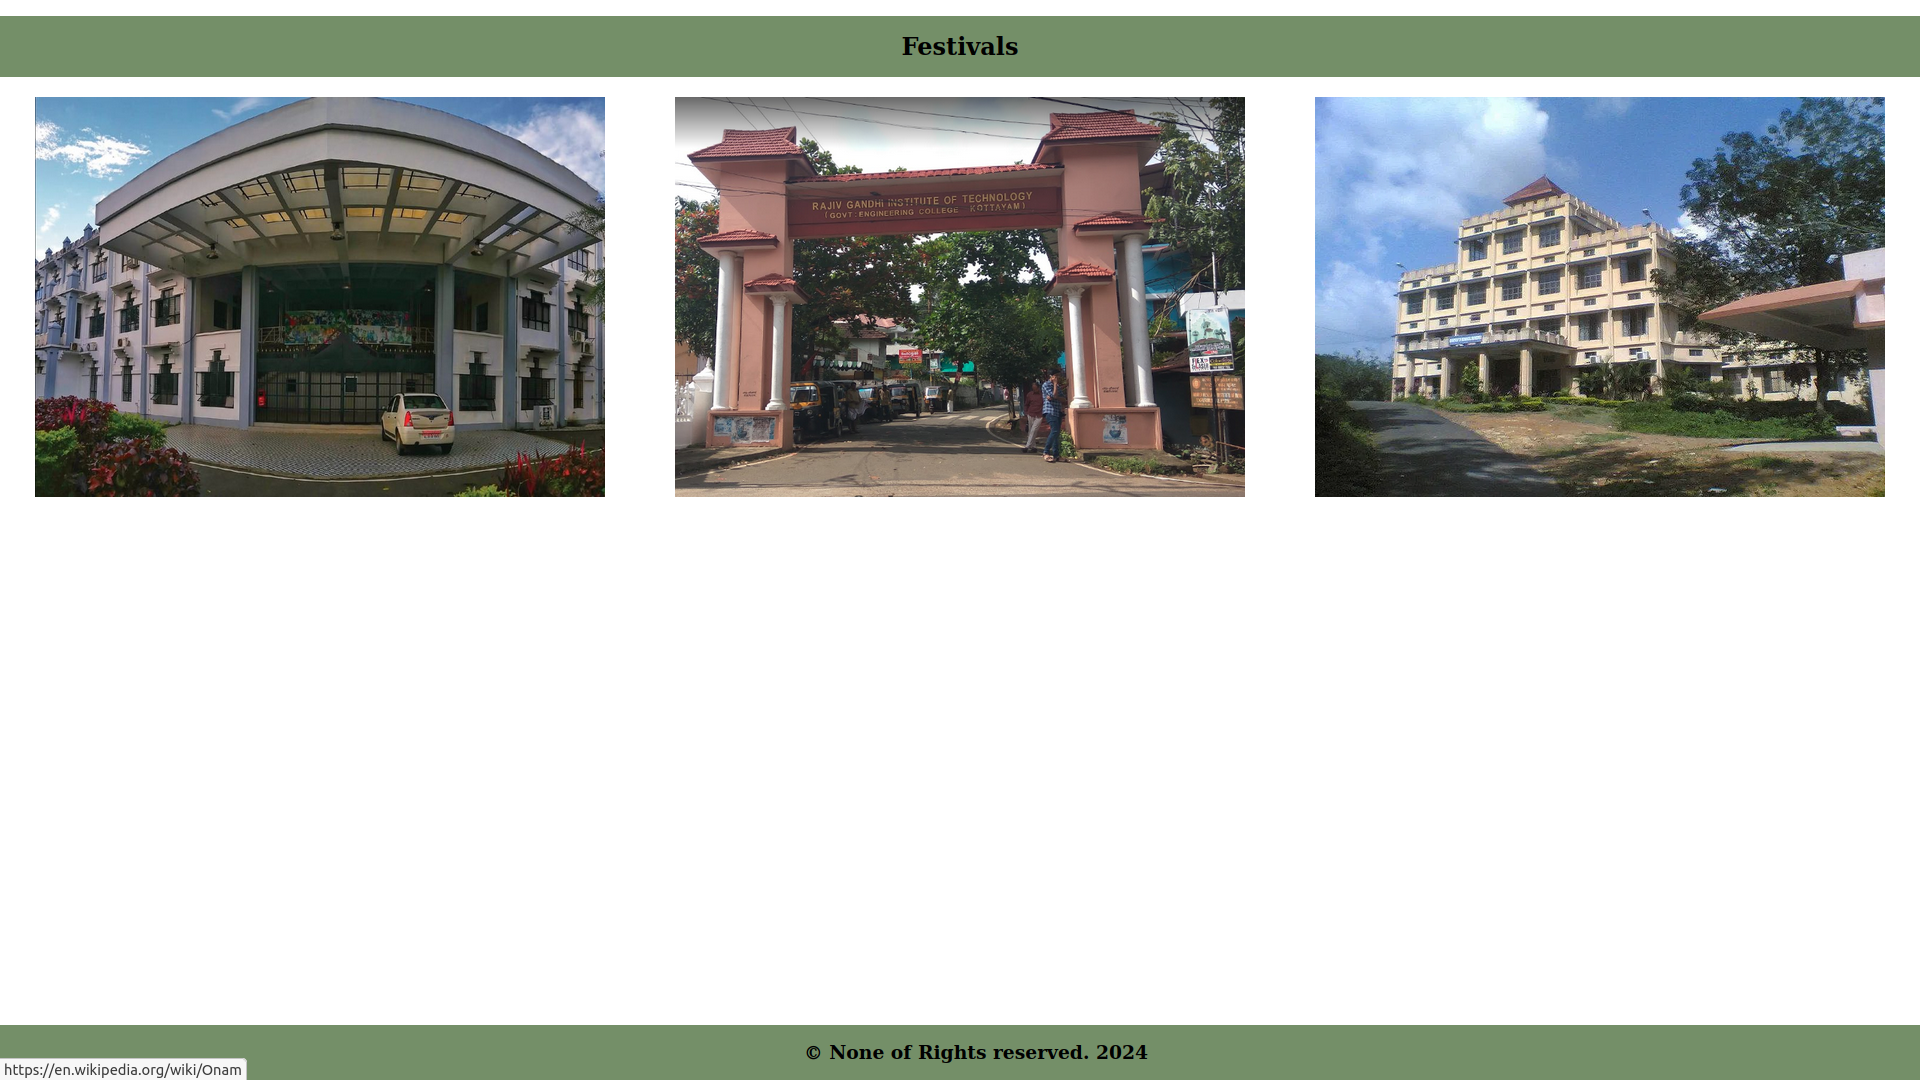 Festivals
RAJIV GANDHI INSTITUTE OF TECHNOLOGY
(GOVT. ENGINEERING COLLEGE KOTTAYAM)
© None of Rights reserved. 2024
https://en.wikipedia.org/wiki/Onam